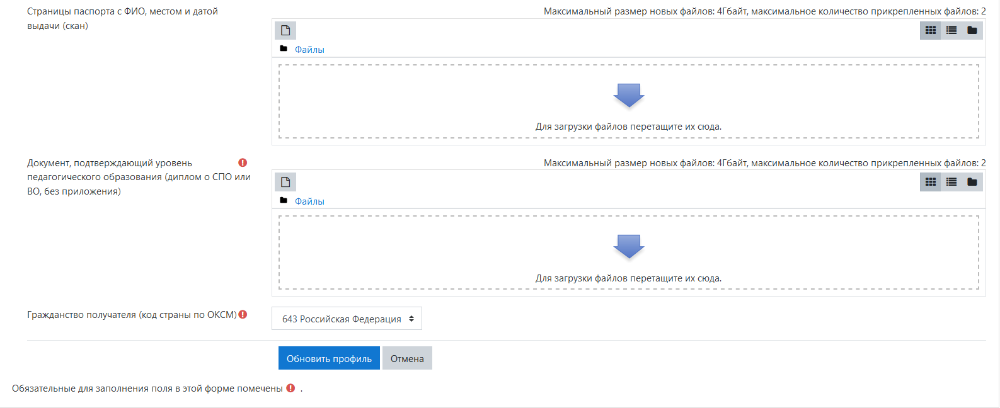 Страницы паспорта с ФИО, местом и датой
выдачи (скан)
Максимальный размер новых файлов: 4Гбайт, максимальное количество прикрепленных файлов: 2
Файлы
Для загрузки файлов перетащите их сюда.
Документ, подтверждающий уровень
педагогического образования (диплом о СПО или
ВО, без приложения)
Максимальный размер новых файлов: 4Гбайт, максимальное количество прикрепленных файлов: 2
Файлы
Для загрузки файлов перетащите их сюда.
Гражданство получателя (код страны по ОКСМ)
643 Российская Федерация
Обновить профиль
Отмена
Обязательные для заполнения поля в этой форме помечены .